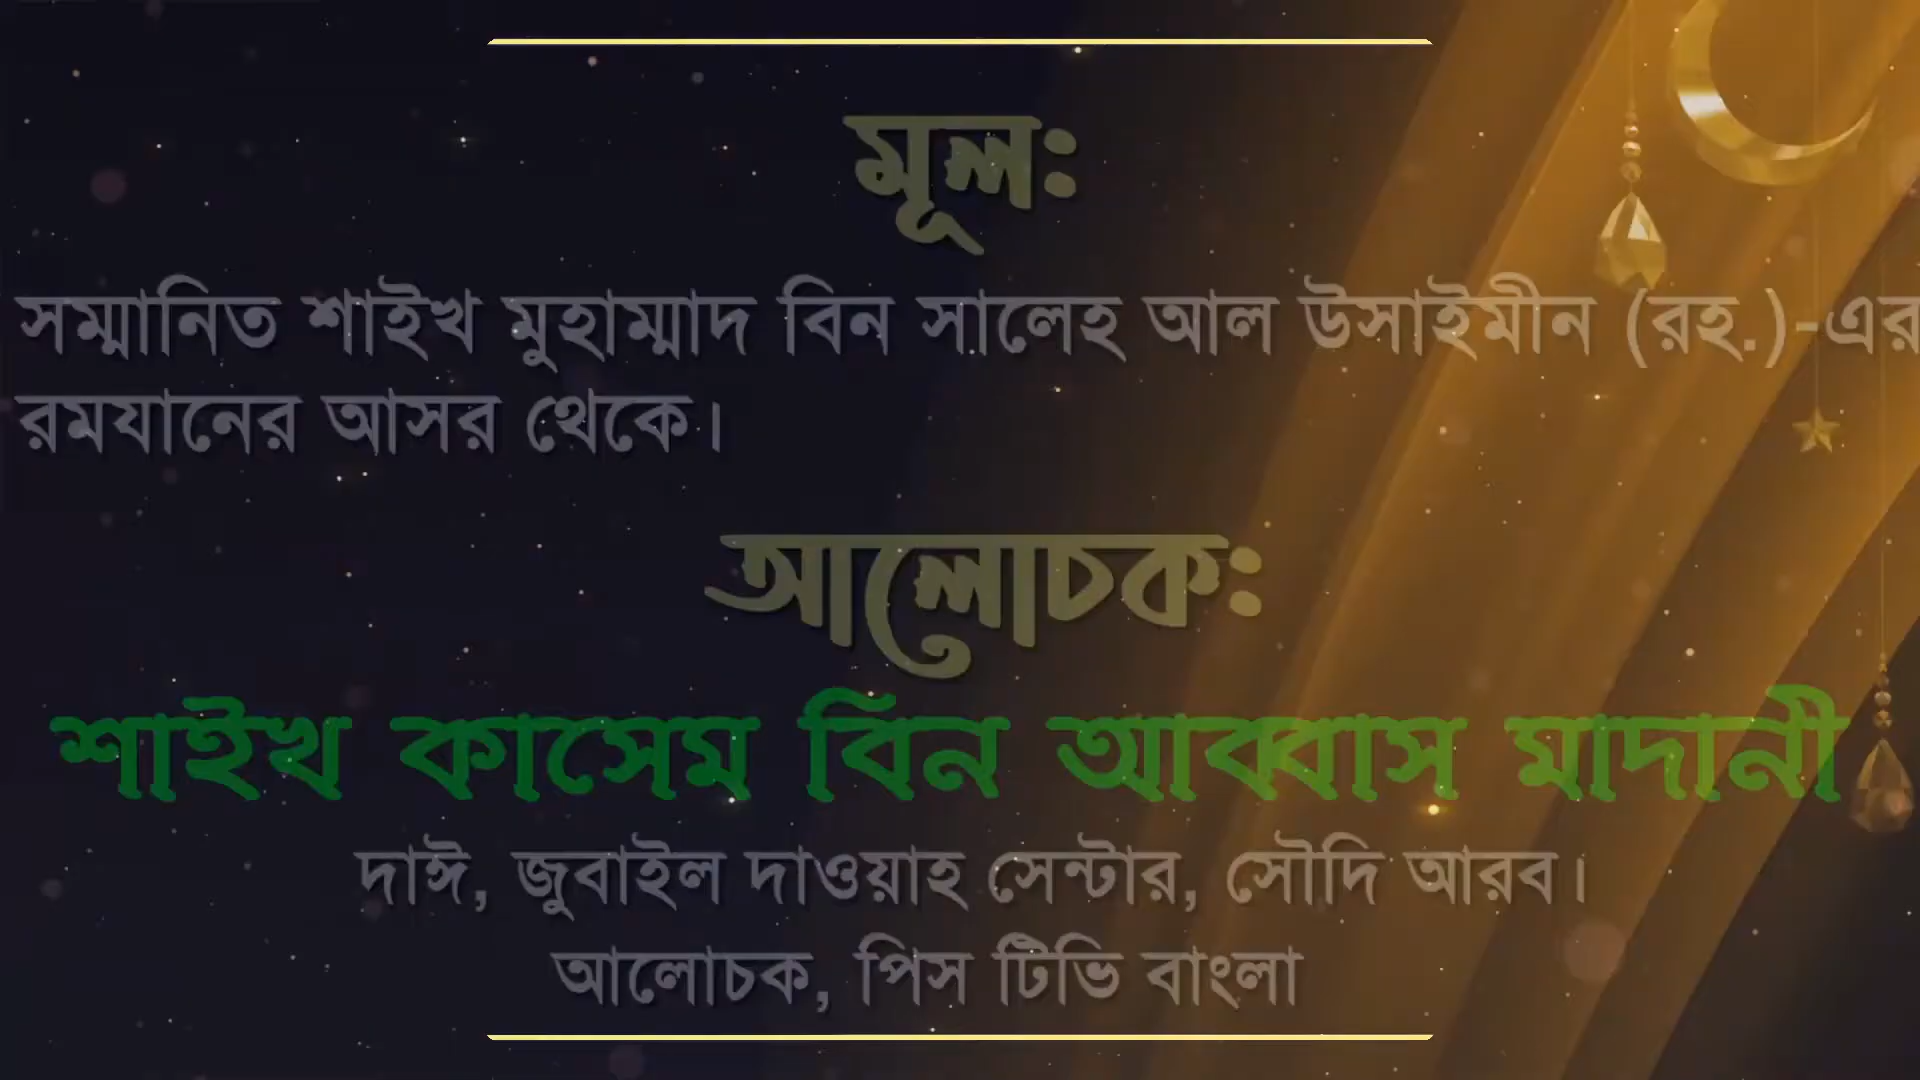 মূল:
সম্মানিত শাইখ মুহাম্মাদ বিন সালেহ আল উসাইমীন (রহ.)-এর
রমযানের আসর থেকে।
আলোচক:
শাইখ কাসেম বিন আব্বাস মাদানী
দাঈ, জুবাইল দাওয়াহ সেন্টার, সৌদি আরব।
আলোচক, পিস টিভি বাংলা